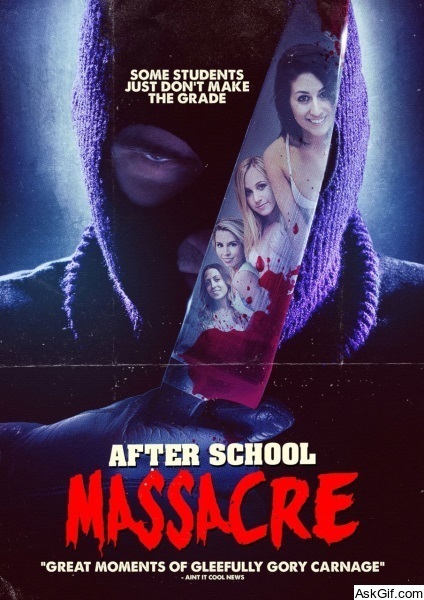 SOME STUDENTS
JUST DON'T MAKE
THE GRADE
AFTER SCHOOL
MASSACRE
"GREAT MOMENTS OF GLEEFULLY GORY CARNAGE"
- AINT IT COOL NEWS
AskGif.com